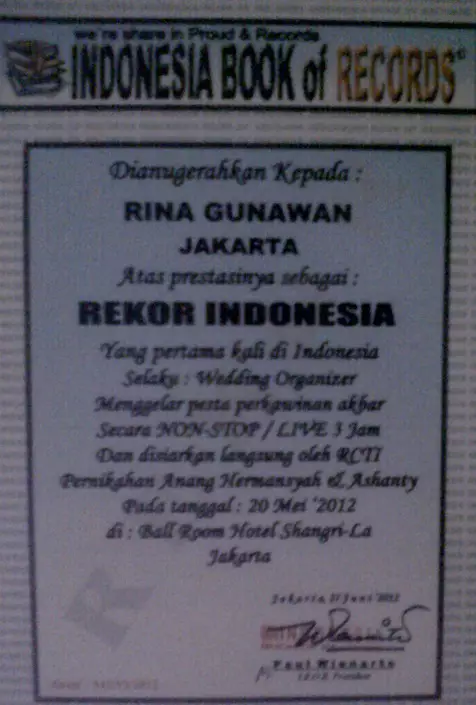 we're share in Proud & Records
INDONESIA BOOK of RECORDS
Dianugerahkan Kepada :
RINA GUNAWAN
JAKARTA
Atas prestasinya sebagai :
REKOR INDONESIA
Yang pertama kali di Indonesia
Selaku : Wedding Organizer
Menggelar pesta perkawinan akbar
Secara NON-STOP / LIVE 3 Jam
Dan disiarkan langsung oleh RCTI
Pernikahan Anang Hermansyah & Ashanty
Pada tanggal : 20 Mei '2012
di : Ball Room Hotel Shangri-La
Jakarta
Jakarta, Juni '2012
Paul Wienarto
President